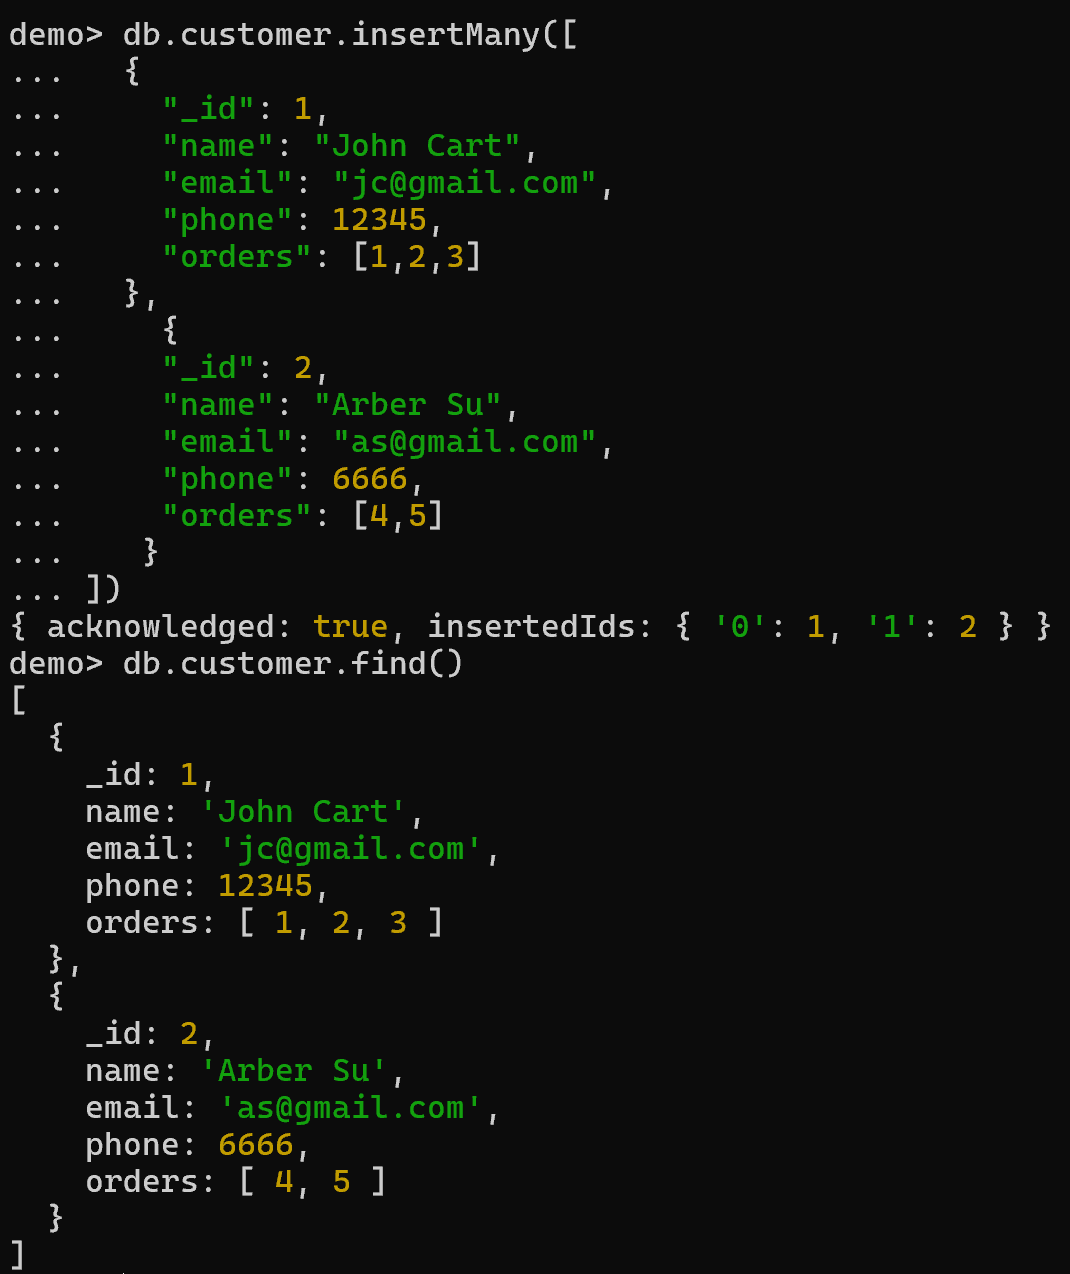 demo> db.customer.insertMany([
...   {
...     "_id": 1,
...     "name": "John Cart",
...     "email": "jc@gmail.com",
...     "phone": 12345,
...     "orders": [1,2,3]
...   },
...     {
...     "_id": 2,
...     "name": "Arber Su",
...     "email": "as@gmail.com",
...     "phone": 6666,
...     "orders": [4,5]
...    }
... ])
{ acknowledged: true, insertedIds: { '0': 1, '1': 2 } }
demo> db.customer.find()
[
  {
    _id: 1,
    name: 'John Cart',
    email: 'jc@gmail.com',
    phone: 12345,
    orders: [ 1, 2, 3 ]
  },
  {
    _id: 2,
    name: 'Arber Su',
    email: 'as@gmail.com',
    phone: 6666,
    orders: [ 4, 5 ]
  }
]